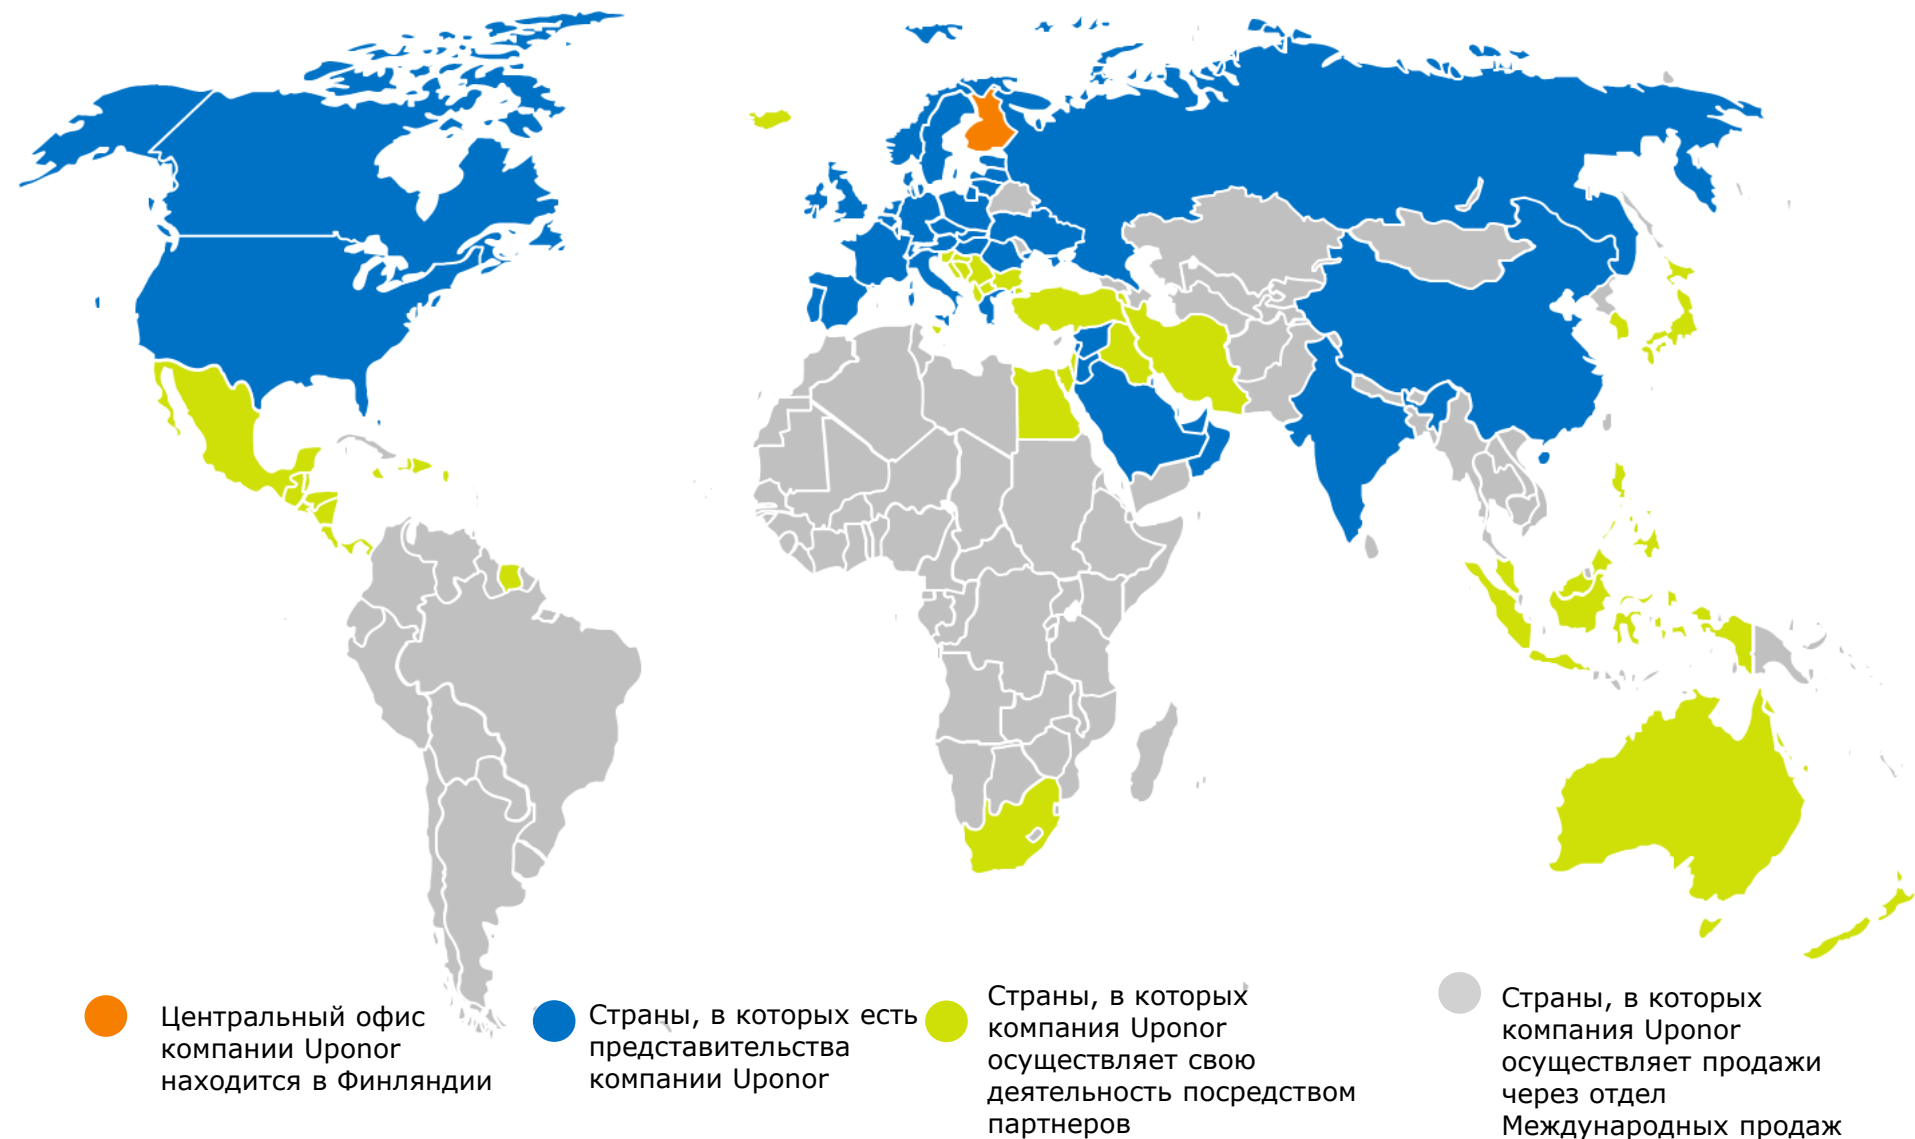 Центральный офис
компании Uponor
находится в Финляндии
Страны, в которых есть
представительства
компании Uponor
Страны, в которых
компания Uponor
осуществляет свою
деятельность посредством
партнеров
Страны, в которых
компания Uponor
осуществляет продажи
через отдел
Международных продаж